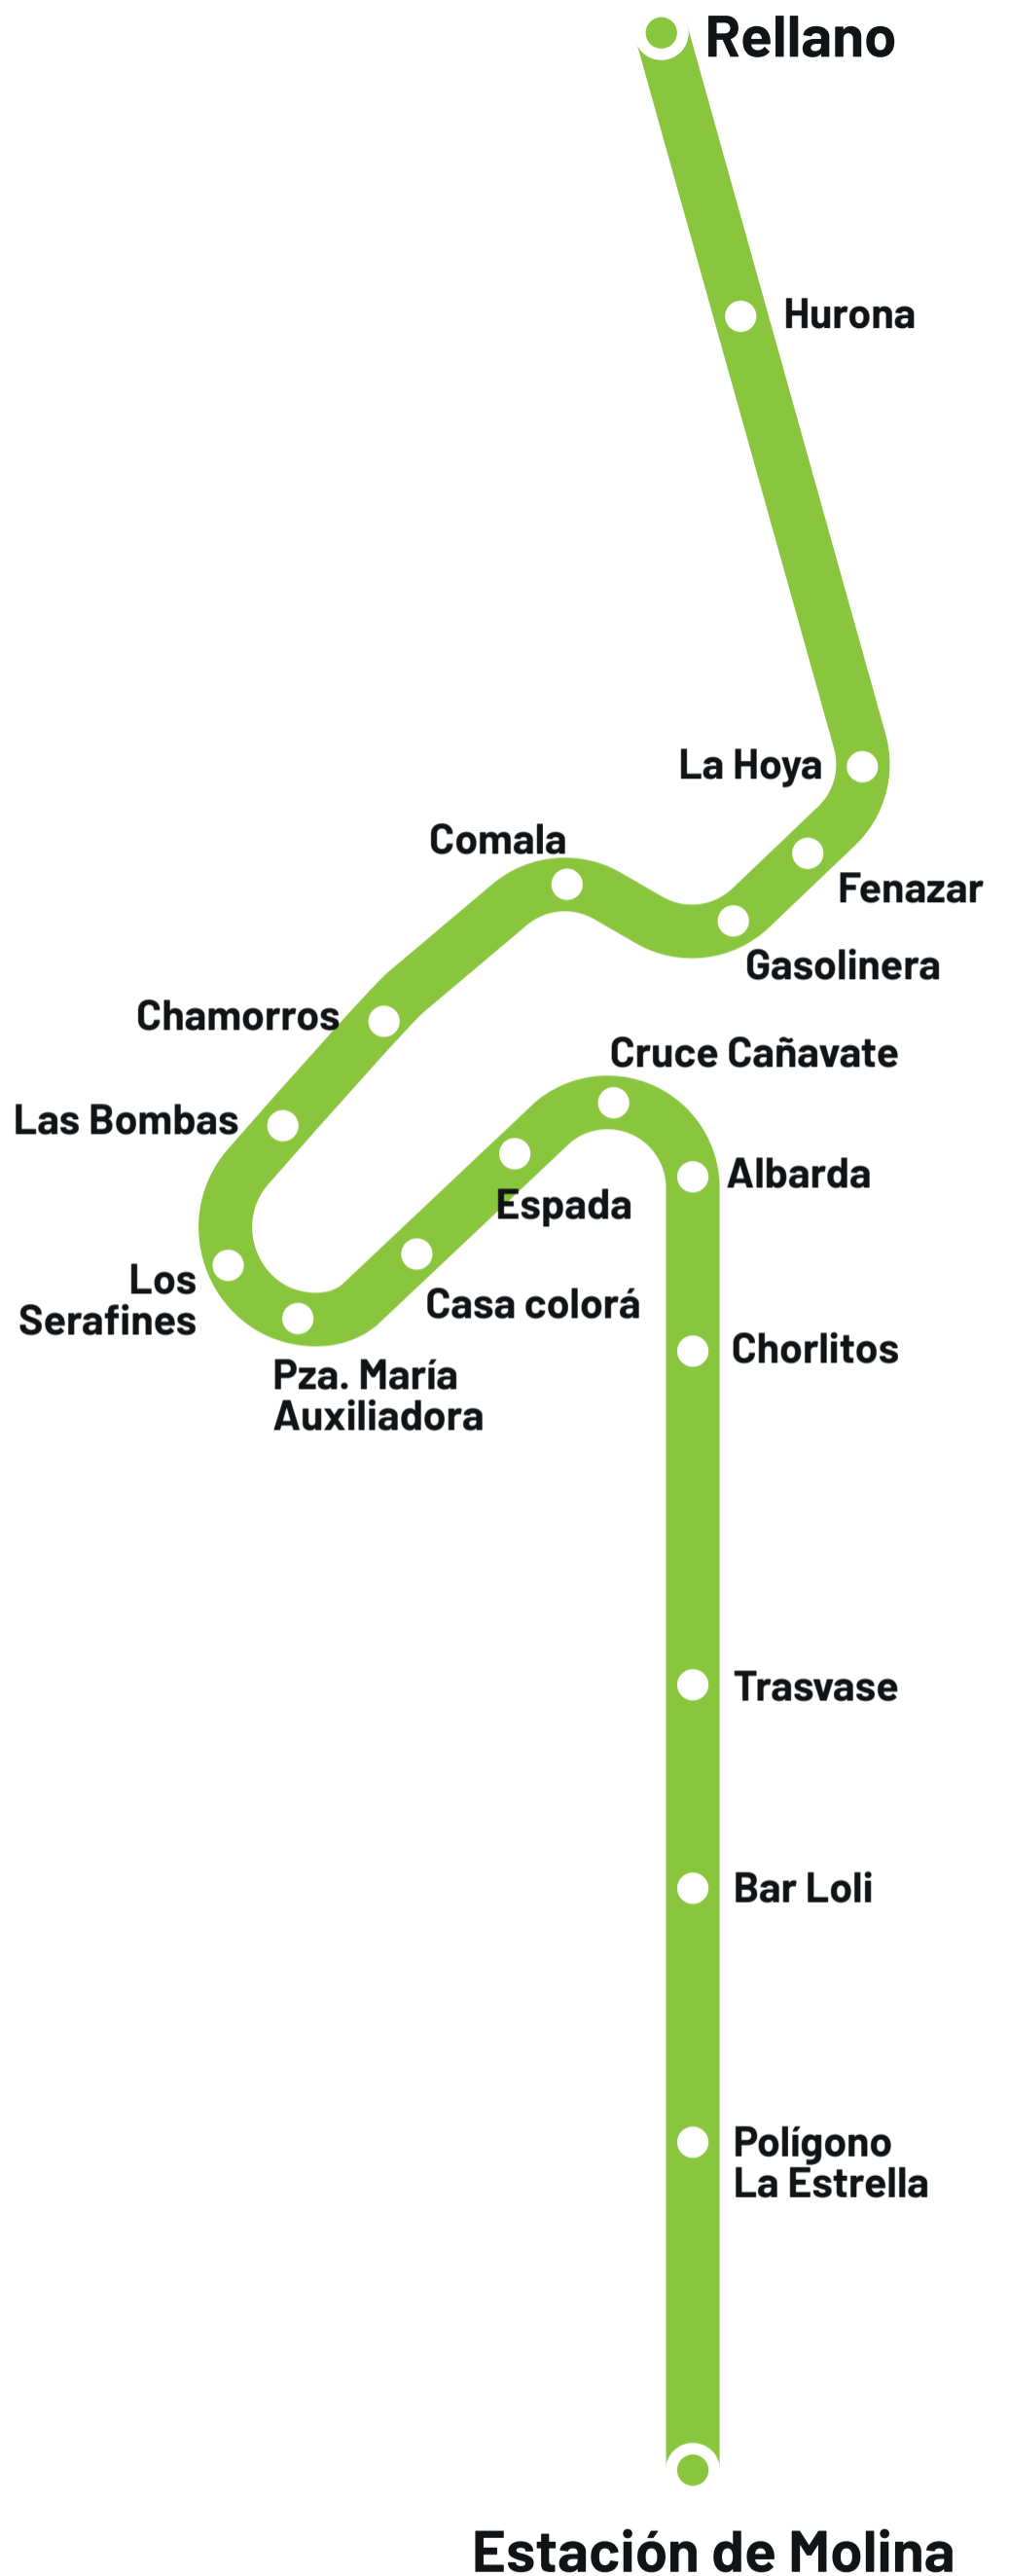 Rellano
Hurona
La Hoya
Comala
Fenazar
Gasolinera
Chamorros
Cruce Cañavate
Las Bombas
Albarda
Espada
Los
Serafines
Casa colorá
Chorlitos
Pza. María
Auxiliadora
Trasvase
Bar Loli
Polígono
La Estrella
Estación de Molina